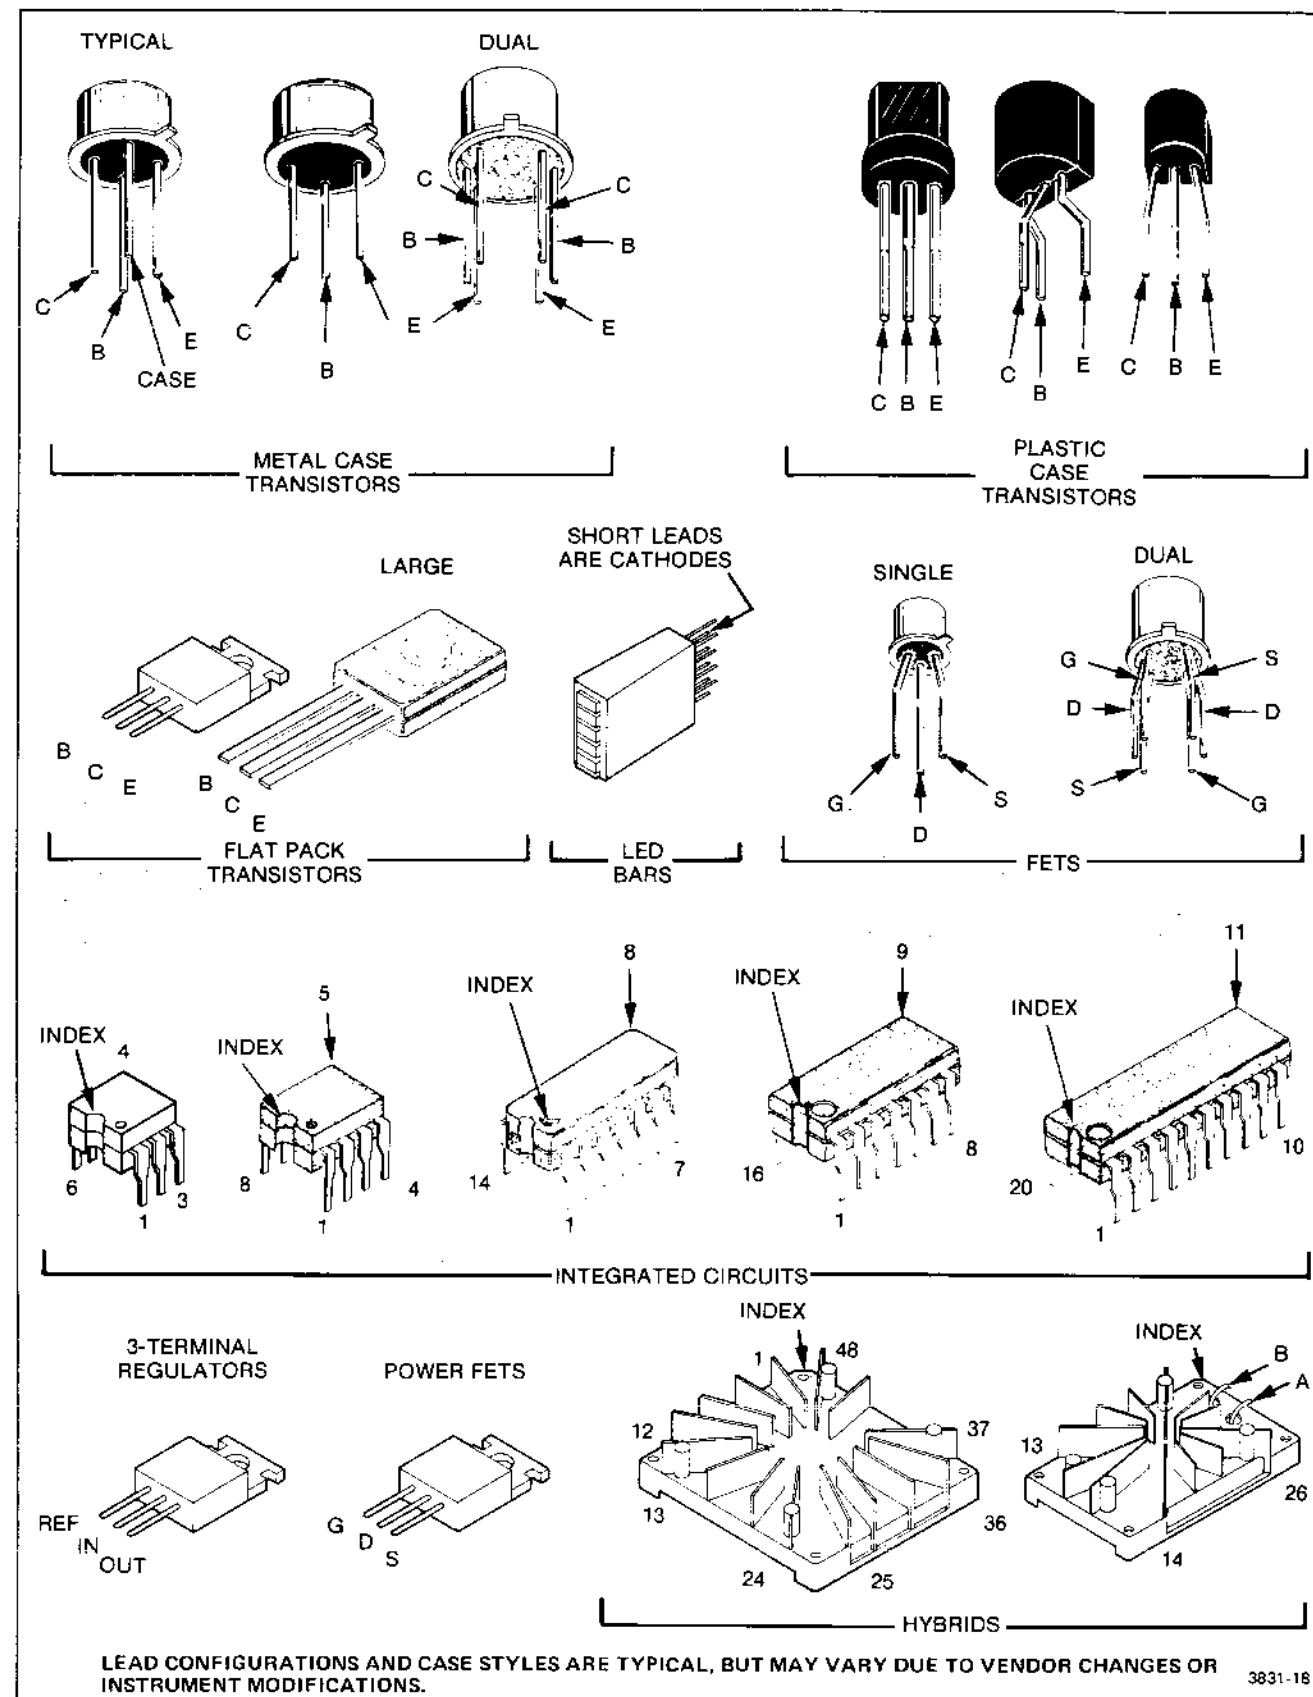 TYPICAL
DUAL
C
B
CASE
E
C
B
E
C
C
B
B
E
E
C B E
C
B
E
C
B
E
METAL CASE
TRANSISTORS
PLASTIC
CASE
TRANSISTORS
LARGE
SHORT LEADS
ARE CATHODES
SINGLE
DUAL
B
C
E
B
C
E
G
D
S
G
S
D
D
S
G
FLAT PACK
TRANSISTORS
LED
BARS
FETS
INDEX
4
6
1
3
INDEX
5
8
1
4
INDEX
8
14
1
7
INDEX
9
16
1
8
INDEX
11
20
1
10
INTEGRATED CIRCUITS
3-TERMINAL
REGULATORS
REF
IN
OUT
POWER FETS
G
D
S
INDEX
1
48
12
37
13
36
24
25
INDEX
B
A
13
26
14
HYBRIDS
LEAD CONFIGURATIONS AND CASE STYLES ARE TYPICAL, BUT MAY VARY DUE TO VENDOR CHANGES OR
INSTRUMENT MODIFICATIONS.
3831-18